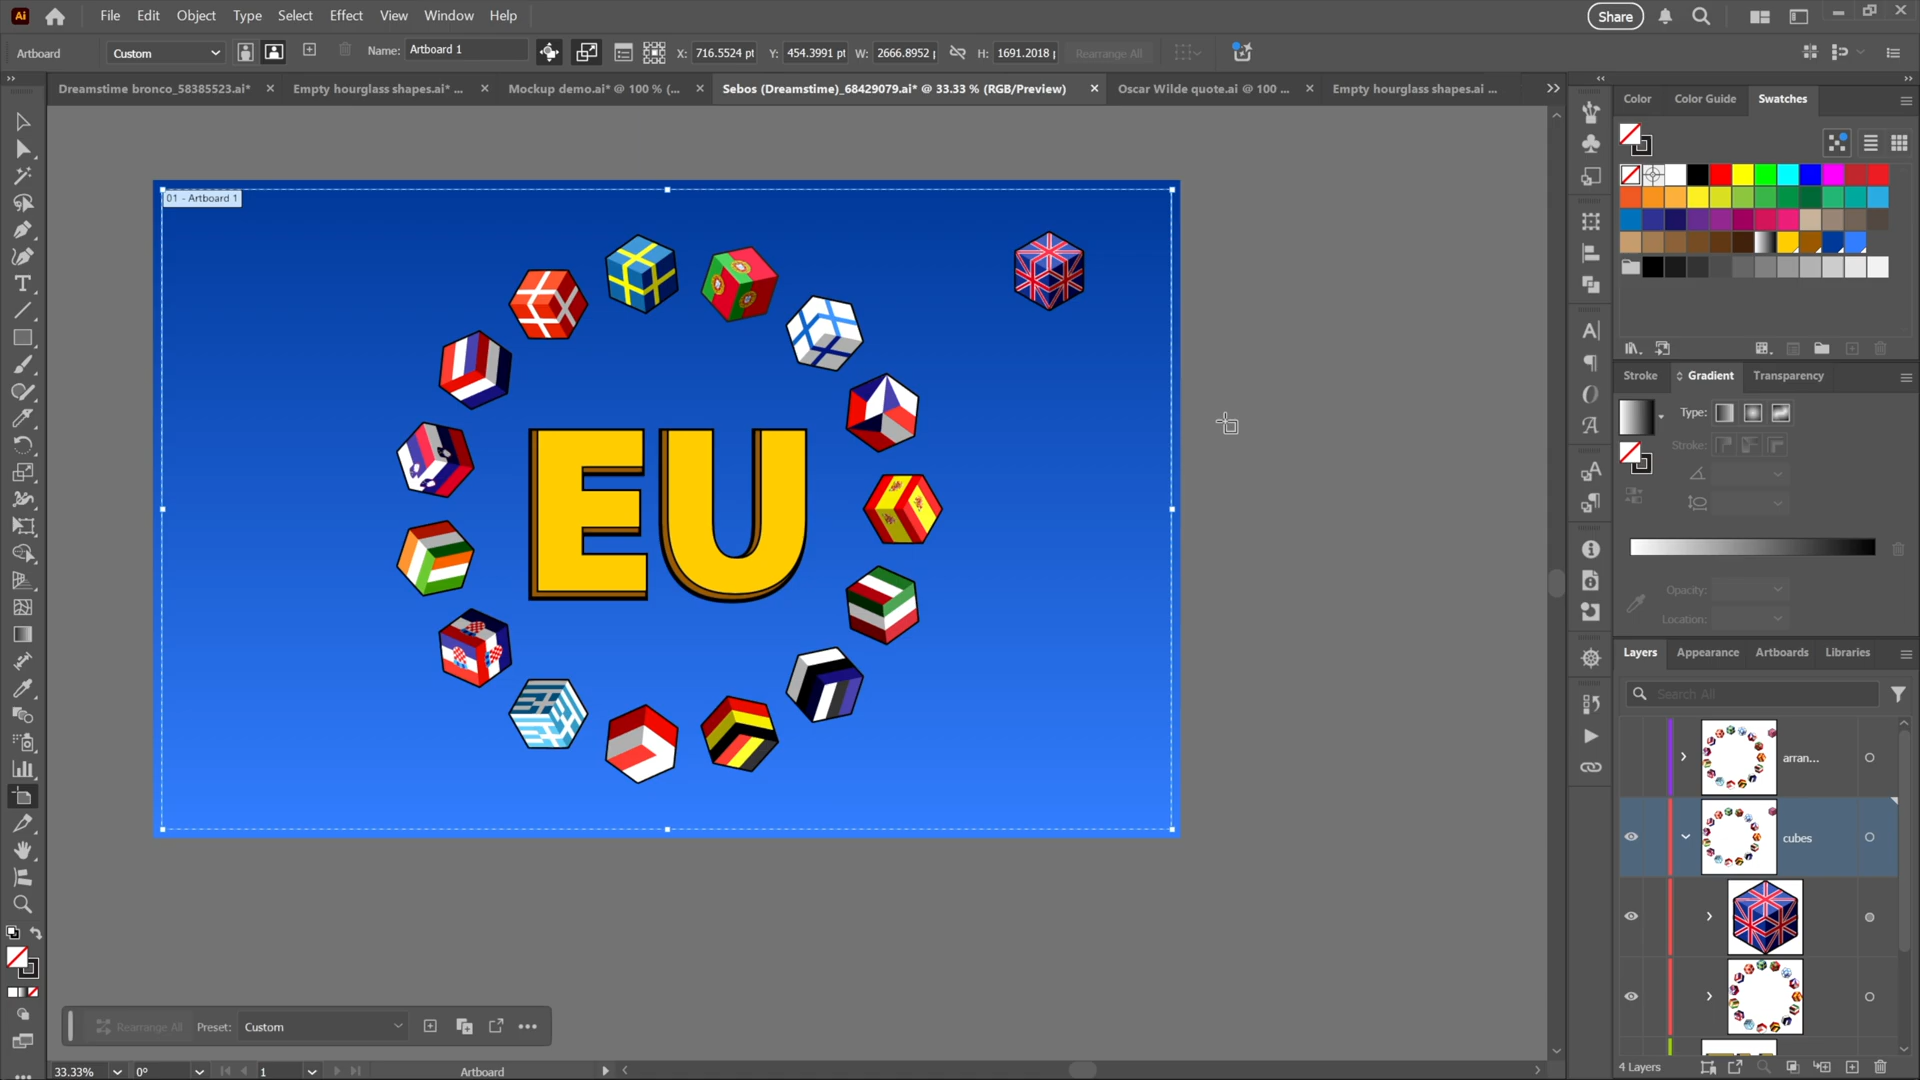 Ai File Edit Object Type Select Effect View Window Help Share
Artboard Custom Name: Artboard 1 X: 716.5524 pt Y: 454.3991 pt W: 2666.8952 p H: 1691.2018 p Rearrange All
Dreamstime bronco_58385523.ai* Empty hourglass shapes.ai* ... Mockup demo.ai* @ 100 % (... Sebos (Dreamstime)_68429079.ai* @ 33.33 % (RGB/Preview) Oscar Wilde quote.ai @ 100 ... Empty hourglass shapes.ai ...
Color Color Guide Swatches
01 - Artboard 1
EU
Stroke Gradient Transparency
Type:
Stroke:
Opacity:
Location:
Layers Appearance Artboards Libraries
Search All
arran...
cubes
Rearrange All Preset: Custom
33.33% 0° 1 Artboard
4 Layers